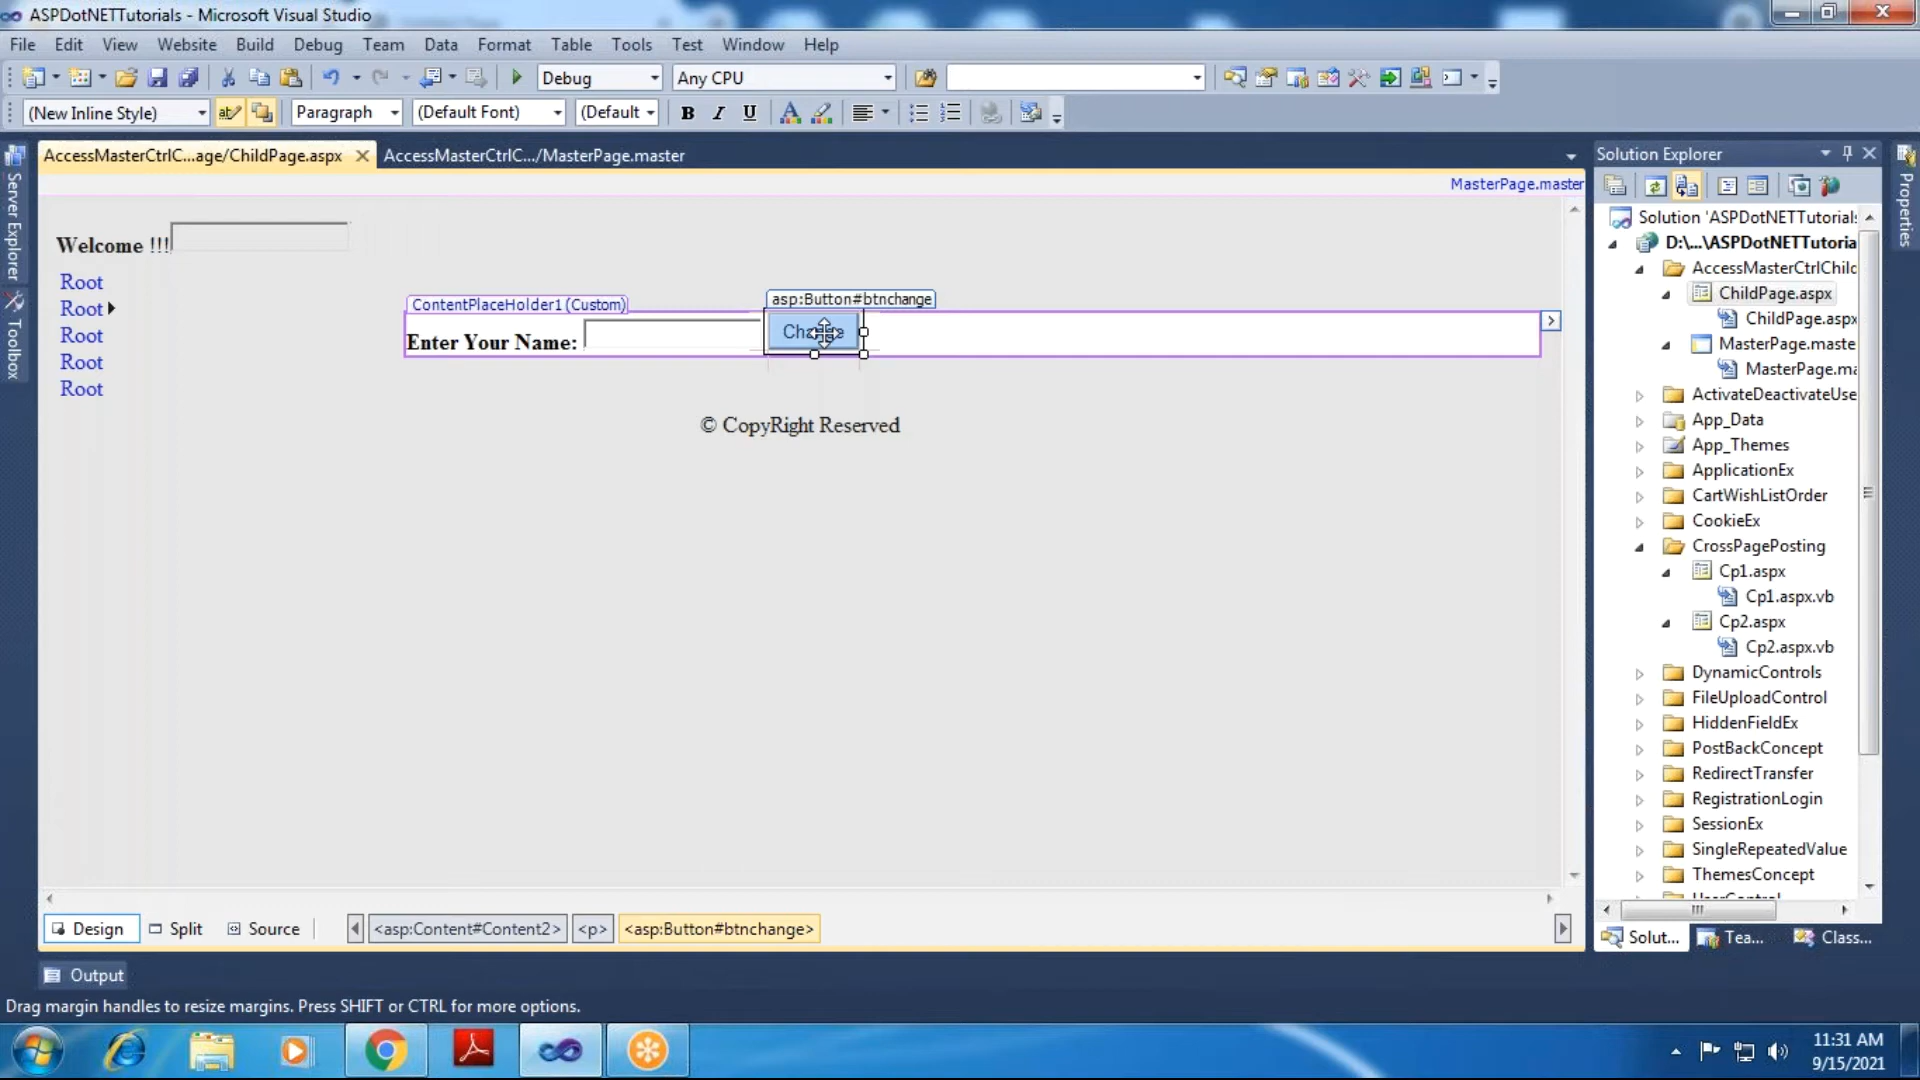 ASPDotNETTutorials - Microsoft Visual Studio
File Edit View Website Build Debug Team Data Format Table Tools Test Window Help
Debug Any CPU
(New Inline Style) Paragraph (Default Font) (Default B I U
AccessMasterCtrlC...age/ChildPage.aspx AccessMasterCtrlC.../MasterPage.master
MasterPage.master
Server Explorer
Toolbox
Welcome !!!
Root
Root
Root
Root
Root
ContentPlaceHolder1 (Custom)
asp:Button#btnchange
Enter Your Name:
© CopyRight Reserved
Solution Explorer
Properties
Solution 'ASPDotNETTutorials
D:\...\ASPDotNETTutoria
AccessMasterCtrlChild
ChildPage.aspx
ChildPage.aspx
MasterPage.maste
MasterPage.ma
ActivateDeactivateUse
App_Data
App_Themes
ApplicationEx
CartWishListOrder
CookieEx
CrossPagePosting
Cp1.aspx
Cp1.aspx.vb
Cp2.aspx
Cp2.aspx.vb
DynamicControls
FileUploadControl
HiddenFieldEx
PostBackConcept
RedirectTransfer
RegistrationLogin
SessionEx
SingleRepeatedValue
ThemesConcept
Design Split Source <asp:Content#Content2> <p> <asp:Button#btnchange>
Solut... Tea... Class...
Output
Drag margin handles to resize margins. Press SHIFT or CTRL for more options.
11:31 AM
9/15/2021